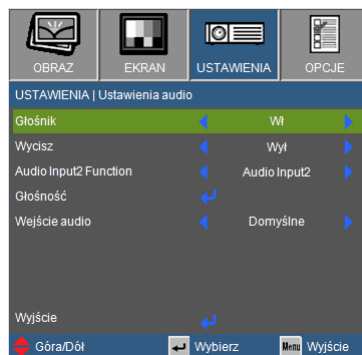 OBRAZ EKRAN USTAWIENIA OPCJE
USTAWIENIA | Ustawienia audio
Głośnik Wł
Wycisz Wył
Audio Input2 Function Audio Input2
Głośność
Wejście audio Domyślne
Wyjście
Góra/Dół Wybierz Menu Wyjście